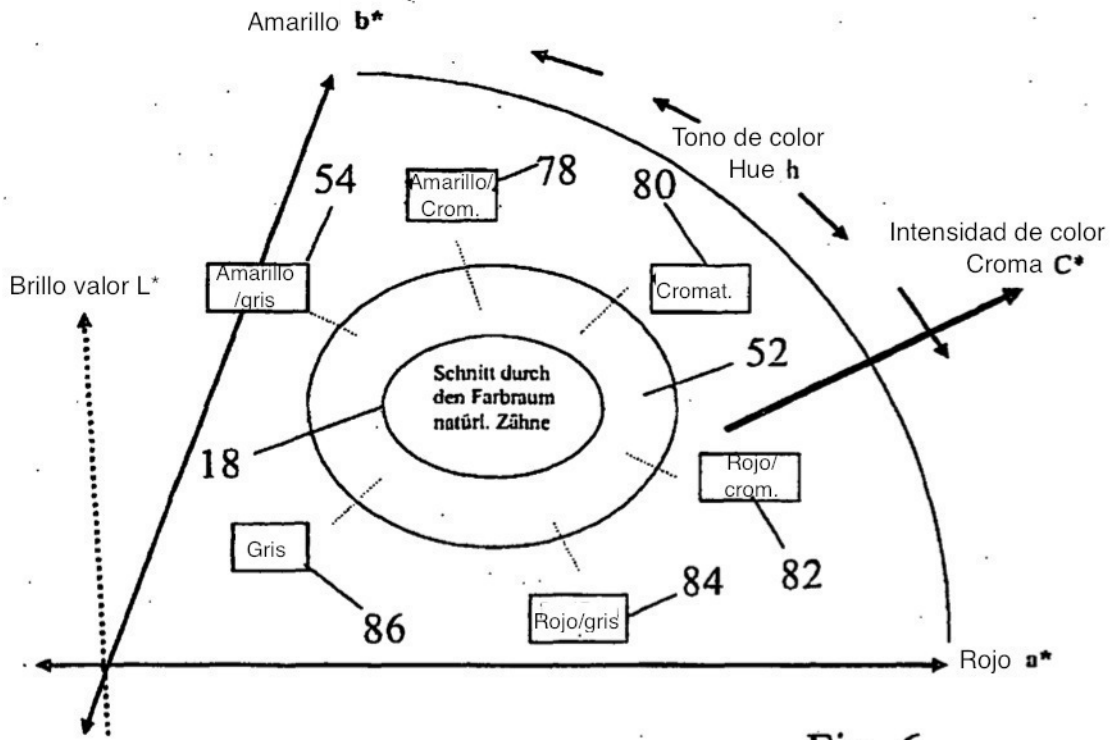 Amarillo b*
Tono de color
Hue h
54
Amarillo/
Crom.
78
80
Intensidad de color
Croma C*
Brillo valor L*
Amarillo
/gris
Cromat.
Schnitt durch
den Farbraum
natürl. Zähne
52
18
Rojo/
crom.
Gris
86
Rojo/gris
84
82
Rojo a*